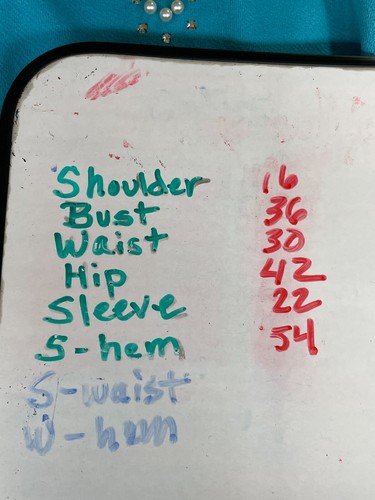 Shoulder 16
Bust 36
Waist 30
Hip 42
Sleeve 22
S-hem 54
S-waist
W-hem